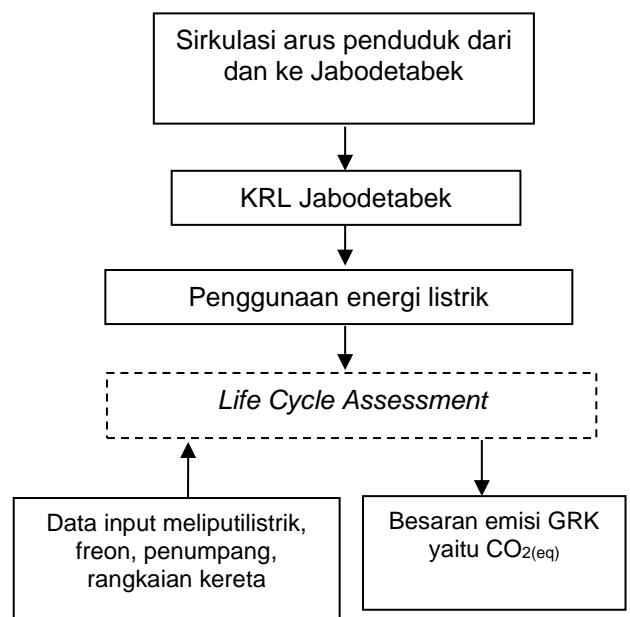 Sirkulasi arus penduduk dari
dan ke Jabodetabek
KRL Jabodetabek
Penggunaan energi listrik
Life Cycle Assessment
Data input meliputilistrik,
freon, penumpang,
rangkaian kereta
Besaran emisi GRK
yaitu CO2(eq)